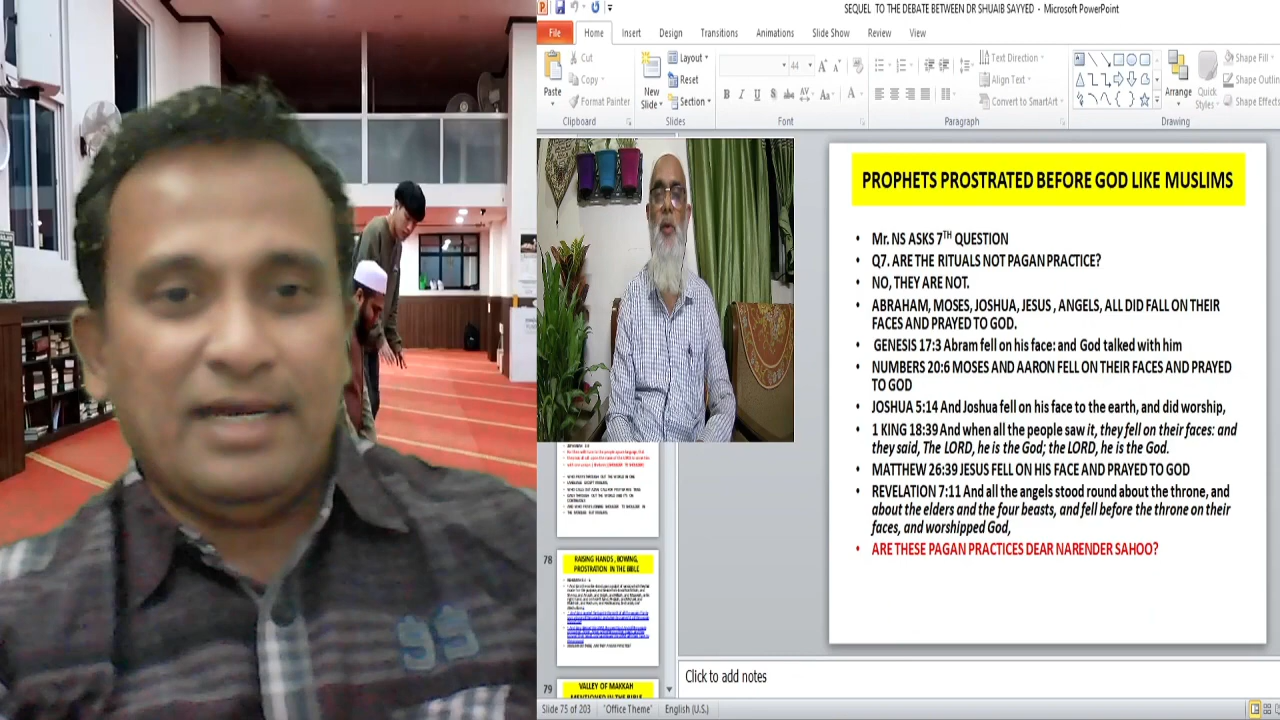 SEQUEL TO THE DEBATE BETWEEN DR SHUAIB SAYYED - Microsoft PowerPoint
File Home Insert Design Transitions Animations Slide Show Review View
Cut
Copy
Format Painter
Paste
Clipboard
New
Slide
Layout
Reset
Section
Slides
44
B I U S abc AV Aa A
Font
Text Direction
Align Text
Convert to SmartArt
Paragraph
Arrange
Quick
Styles
Shape Fill
Shape
Shape Effects
Drawing
PROPHETS PROSTRATED BEFORE GOD LIKE MUSLIMS
• Mr. NS ASKS 7TH QUESTION
• Q7. ARE THE RITUALS NOT PAGAN PRACTICE?
• NO, THEY ARE NOT.
• ABRAHAM, MOSES, JOSHUA, JESUS , ANGELS, ALL DID FALL ON THEIR
FACES AND PRAYED TO GOD.
• GENESIS 17:3 Abram fell on his face: and God talked with him
• NUMBERS 20:6 MOSES AND AARON FELL ON THEIR FACES AND PRAYED
TO GOD
• JOSHUA 5:14 And Joshua fell on his face to the earth, and did worship,
• 1 KING 18:39 And when all the people saw it, they fell on their faces: and
they said, The LORD, he is the God; the LORD, he is the God.
• MATTHEW 26:39 JESUS FELL ON HIS FACE AND PRAYED TO GOD
• REVELATION 7:11 And all the angels stood round about the throne, and
about the elders and the four beasts, and fell before the throne on their
faces, and worshipped God,
• ARE THESE PAGAN PRACTICES DEAR NARENDER SAHOO?
78
RAISING HANDS , BOWING,
PROSTRATION IN THE BIBLE
79
VALLEY OF MAKKAH
MENTIONED IN THE BIBLE
Click to add notes
Slide 75 of 203 "Office Theme" English (U.S.)